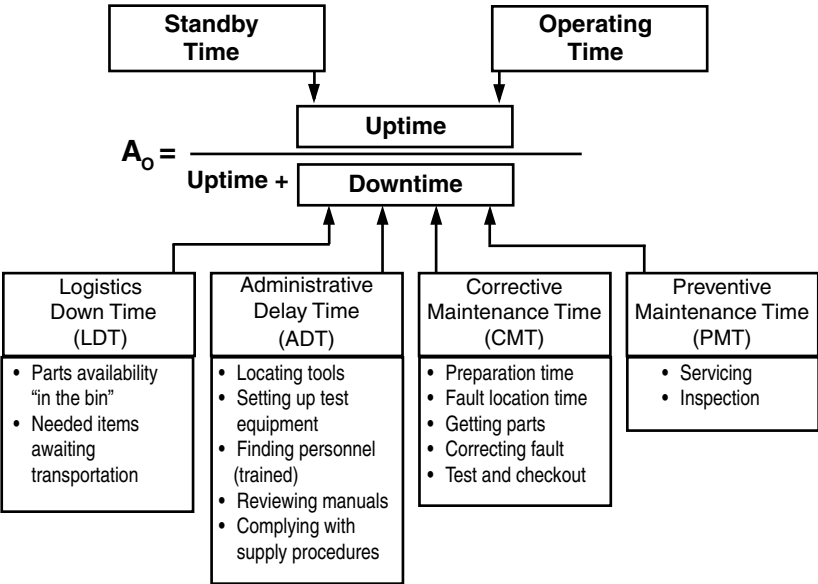 Standby
Time
Operating
Time
Uptime
Aₒ =
Uptime + Downtime
Logistics
Down Time
(LDT)
• Parts availability
“in the bin”
• Needed items
awaiting
transportation
Administrative
Delay Time
(ADT)
• Locating tools
• Setting up test
equipment
• Finding personnel
(trained)
• Reviewing manuals
• Complying with
supply procedures
Corrective
Maintenance Time
(CMT)
• Preparation time
• Fault location time
• Getting parts
• Correcting fault
• Test and checkout
Preventive
Maintenance Time
(PMT)
• Servicing
• Inspection